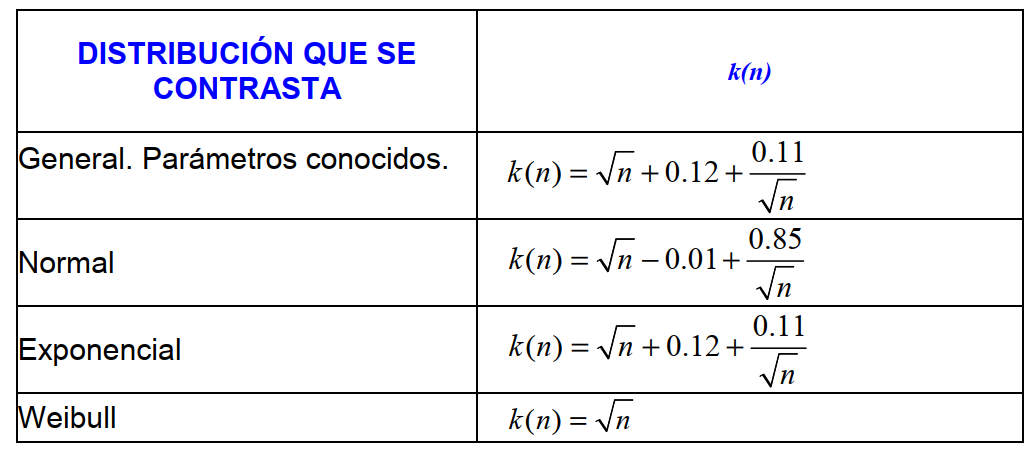 DISTRIBUCIÓN QUE SE
CONTRASTA
k(n)
General. Parámetros conocidos.
k(n) = √n + 0.12 + 0.11/√n
Normal
k(n) = √n − 0.01 + 0.85/√n
Exponencial
k(n) = √n + 0.12 + 0.11/√n
Weibull
k(n) = √n